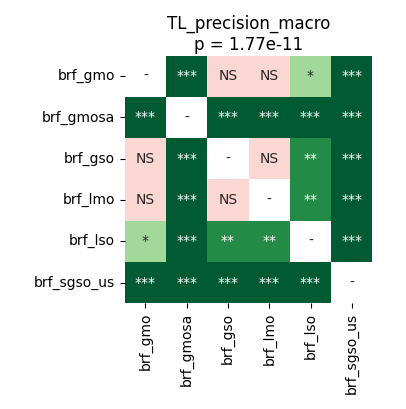 TL_precision_macro
p = 1.77e-11
brf_gmo - *** NS NS * ***
brf_gmosa *** - *** *** *** ***
brf_gso NS *** - NS ** ***
brf_lmo NS *** NS - ** ***
brf_lso * *** ** ** - ***
brf_sgso_us *** *** *** *** *** -
brf_gmo brf_gmosa brf_gso brf_lmo brf_lso brf_sgso_us